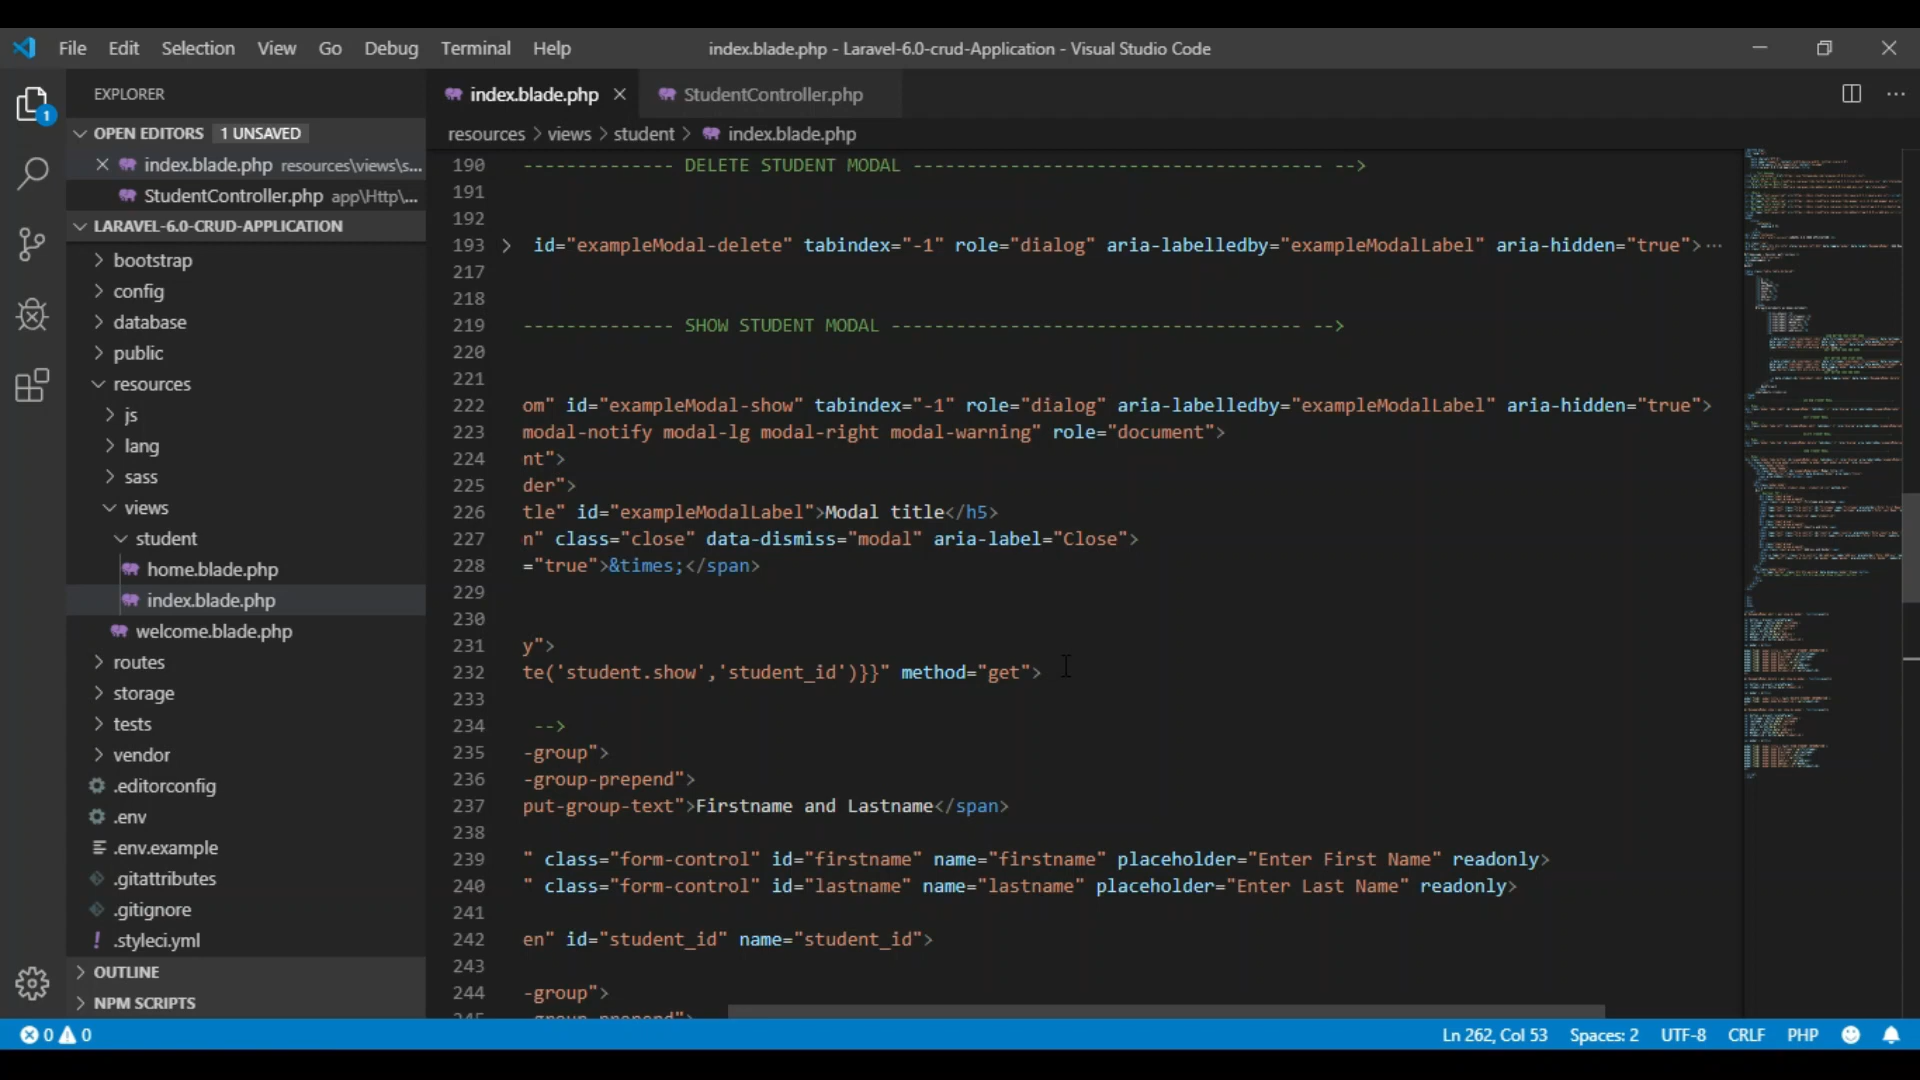 File Edit Selection View Go Debug Terminal Help
index.blade.php - Laravel-6.0-crud-Application - Visual Studio Code
EXPLORER
OPEN EDITORS 1 UNSAVED
index.blade.php resources\views\s...
StudentController.php app\Http\...
LARAVEL-6.0-CRUD-APPLICATION
bootstrap
config
database
public
resources
js
lang
sass
views
student
home.blade.php
index.blade.php
welcome.blade.php
routes
storage
tests
vendor
.editorconfig
.env
.env.example
.gitattributes
.gitignore
.styleci.yml
OUTLINE
NPM SCRIPTS
1
index.blade.php StudentController.php
resources > views > student > index.blade.php
190 -------------- DELETE STUDENT MODAL -------------------------------------- -->
191
192
193 id="exampleModal-delete" tabindex="-1" role="dialog" aria-labelledby="exampleModalLabel" aria-hidden="true">...
217
218
219 -------------- SHOW STUDENT MODAL -------------------------------------- -->
220
221
222 om" id="exampleModal-show" tabindex="-1" role="dialog" aria-labelledby="exampleModalLabel" aria-hidden="true">
223 modal-notify modal-lg modal-right modal-warning" role="document">
224 nt">
225 der">
226 tle" id="exampleModalLabel">Modal title</h5>
227 n" class="close" data-dismiss="modal" aria-label="Close">
228 ="true">&times;</span>
229
230
231 y">
232 te('student.show','student_id')}}" method="get">
233
234 -->
235 -group">
236 -group-prepend">
237 put-group-text">Firstname and Lastname</span>
238
239 " class="form-control" id="firstname" name="firstname" placeholder="Enter First Name" readonly>
240 " class="form-control" id="lastname" name="lastname" placeholder="Enter Last Name" readonly>
241
242 en" id="student_id" name="student_id">
243
244 -group">
245 -group-prepend">
0 0
Ln 262, Col 53 Spaces: 2 UTF-8 CRLF PHP